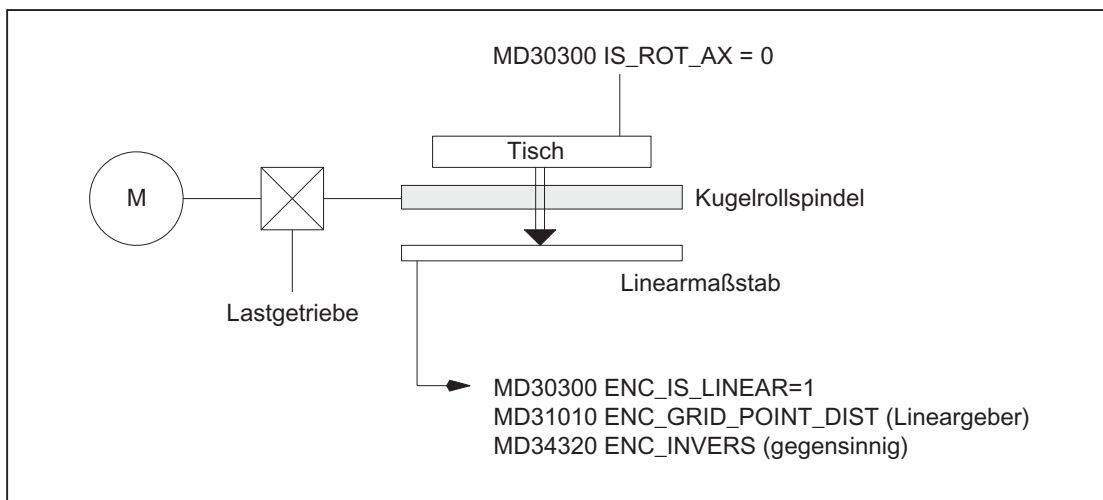 MD30300 IS_ROT_AX = 0
Tisch
M
Kugelrollspindel
Linearmaßstab
Lastgetriebe
MD30300 ENC_IS_LINEAR=1
MD31010 ENC_GRID_POINT_DIST (Lineargeber)
MD34320 ENC_INVERS (gegensinnig)